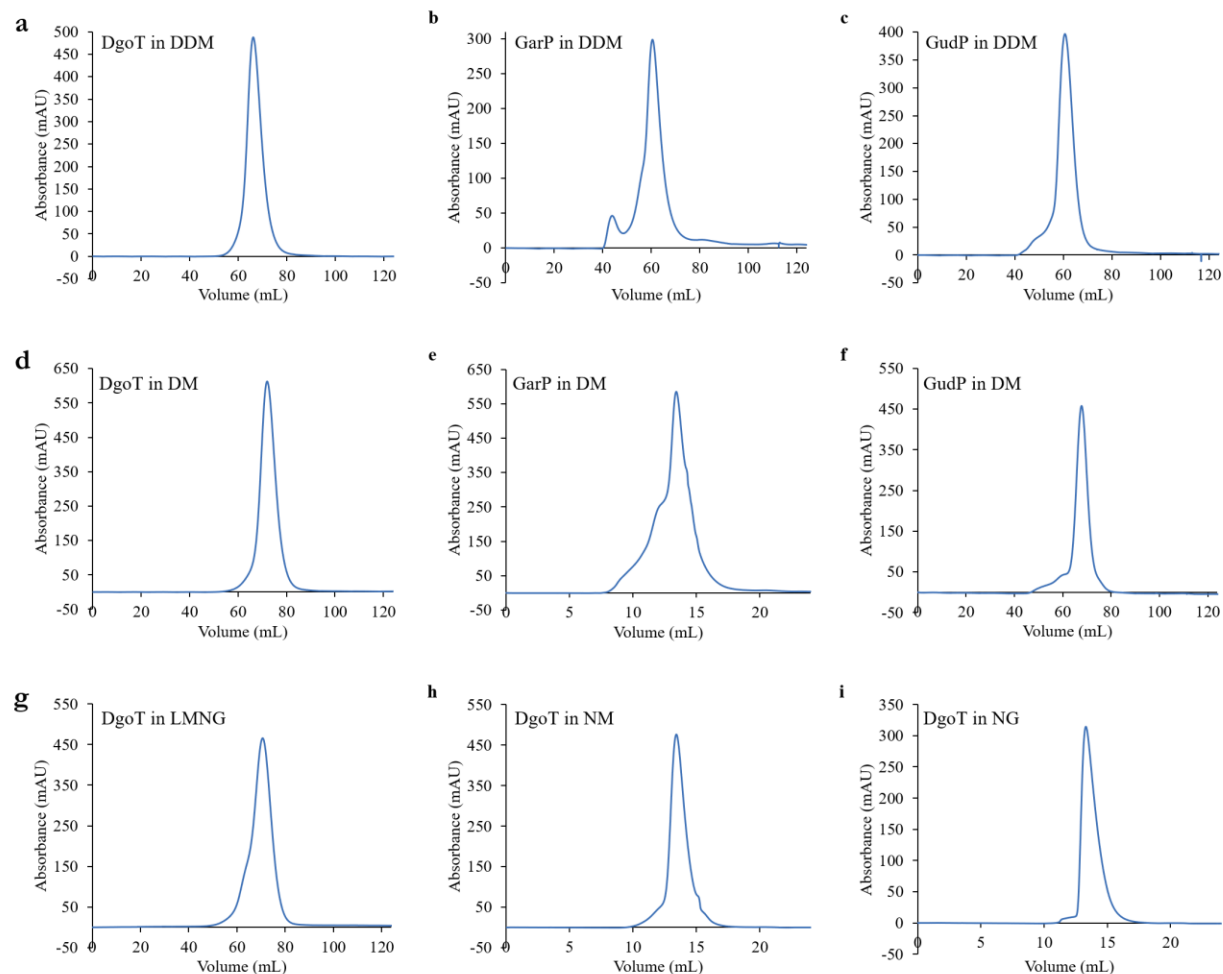 a
DgoT in DDM
Absorbance (mAU)
500
450
400
350
300
250
200
150
100
50
0
-50
0 20 40 60 80 100 120
Volume (mL)
b
GarP in DDM
Absorbance (mAU)
300
250
200
150
100
50
0
-50
0 20 40 60 80 100 120
Volume (mL)
c
GudP in DDM
Absorbance (mAU)
400
350
300
250
200
150
100
50
0
-50
0 20 40 60 80 100 120
Volume (mL)
d
DgoT in DM
Absorbance (mAU)
650
550
450
350
250
150
50
-50
0 20 40 60 80 100 120
Volume (mL)
e
GarP in DM
Absorbance (mAU)
650
550
450
350
250
150
50
-50
0 5 10 15 20
Volume (mL)
f
GudP in DM
Absorbance (mAU)
650
550
450
350
250
150
50
-50
0 20 40 60 80 100 120
Volume (mL)
g
DgoT in LMNG
Absorbance (mAU)
550
450
350
250
150
50
-50
0 20 40 60 80 100 120
Volume (mL)
h
DgoT in NM
Absorbance (mAU)
550
450
350
250
150
50
-50
0 5 10 15 20
Volume (mL)
i
DgoT in NG
Absorbance (mAU)
350
300
250
200
150
100
50
0
-50
0 5 10 15 20
Volume (mL)